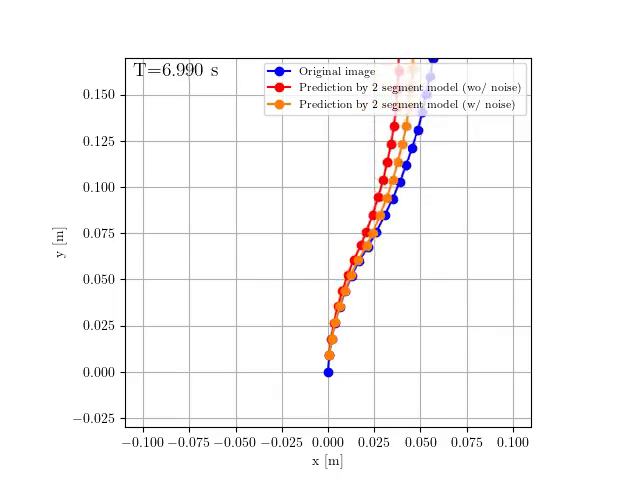 T=6.990 s
Original image
Prediction by 2 segment model (wo/ noise)
Prediction by 2 segment model (w/ noise)
0.150
0.125
0.100
0.075
0.050
0.025
0.000
−0.025
y [m]
−0.100 −0.075 −0.050 −0.025 0.000 0.025 0.050 0.075 0.100
x [m]